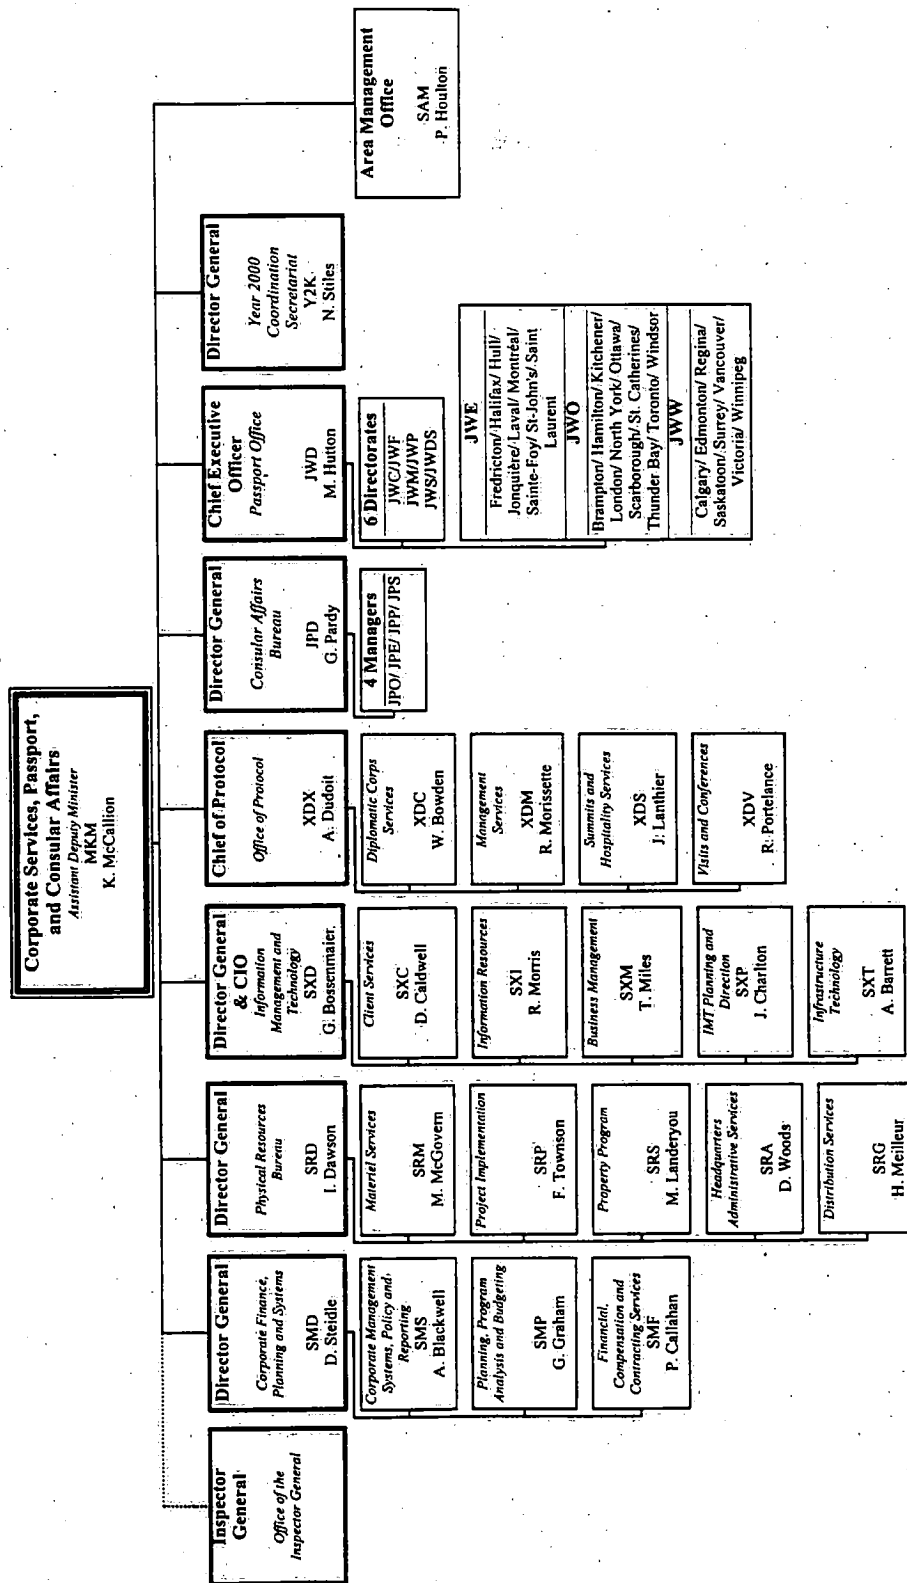 Corporate Services, Passport,
and Consular Affairs
Assistant Deputy Minister
MKM
K. McCallion
Inspector
General
Office of the
Inspector General
Director General
Corporate Finance,
Planning and Systems
SMD
D. Steidle
Corporate Management
Systems, Policy and
Reporting
SMS
A. Blackwell
Planning, Program
Analysis and Budgeting
SMP
G. Graham
Financial,
Compensation and
Contracting Services
SMF
P. Callahan
Director General
Physical Resources
Bureau
SRD
I. Dawson
Materiel Services
SRM
M. McGovern
Project Implementation
SRP
F. Townson
Property Program
SRS
M. Landeryou
Headquarters
Administrative Services
SRA
D. Woods
Distribution Services
SRG
H. Meilleur
Director General
& CIO
Information
Management and
Technology
SXD
G. Bossenmaier
Client Services
SXC
D. Caldwell
Information Resources
SXI
R. Morris
Business Management
SXM
T. Miles
IMT Planning and
Direction
SXP
J. Charlton
Infrastructure
Technology
SXT
A. Barrett
Chief of Protocol
Office of Protocol
XDX
A. Dudoit
Diplomatic Corps
Services
XDC
W. Bowden
Management
Services
XDM
R. Morissette
Summits and
Hospitality Services
XDS
J. Lanthier
Visits and Conferences
XDV
R. Portelance
Director General
Consular Affairs
Bureau
JPD
G. Pardy
4 Managers
JPO/ JPE/ JPP/ JPS
Chief Executive
Officer
Passport Office
JWD
M. Hutton
6 Directorates
JWC/JWF
JWM/JWP
JWS/JWDS
JWE
Fredricton/ Halifax/ Hull/
Jonquière/ Laval/ Montréal/
Sainte-Foy/ St-John's/ Saint
Laurent
JWO
Brampton/ Hamilton/ Kitchener/
London/ North York/ Ottawa/
Scarborough/ St. Catherines/
Thunder Bay/ Toronto/ Windsor
JWW
Calgary/ Edmonton/ Regina/
Saskatoon/ Surrey/ Vancouver/
Victoria/ Winnipeg
Director General
Year 2000
Coordination
Secretariat
Y2K
N. Stiles
Area Management
Office
SAM
P. Houlton